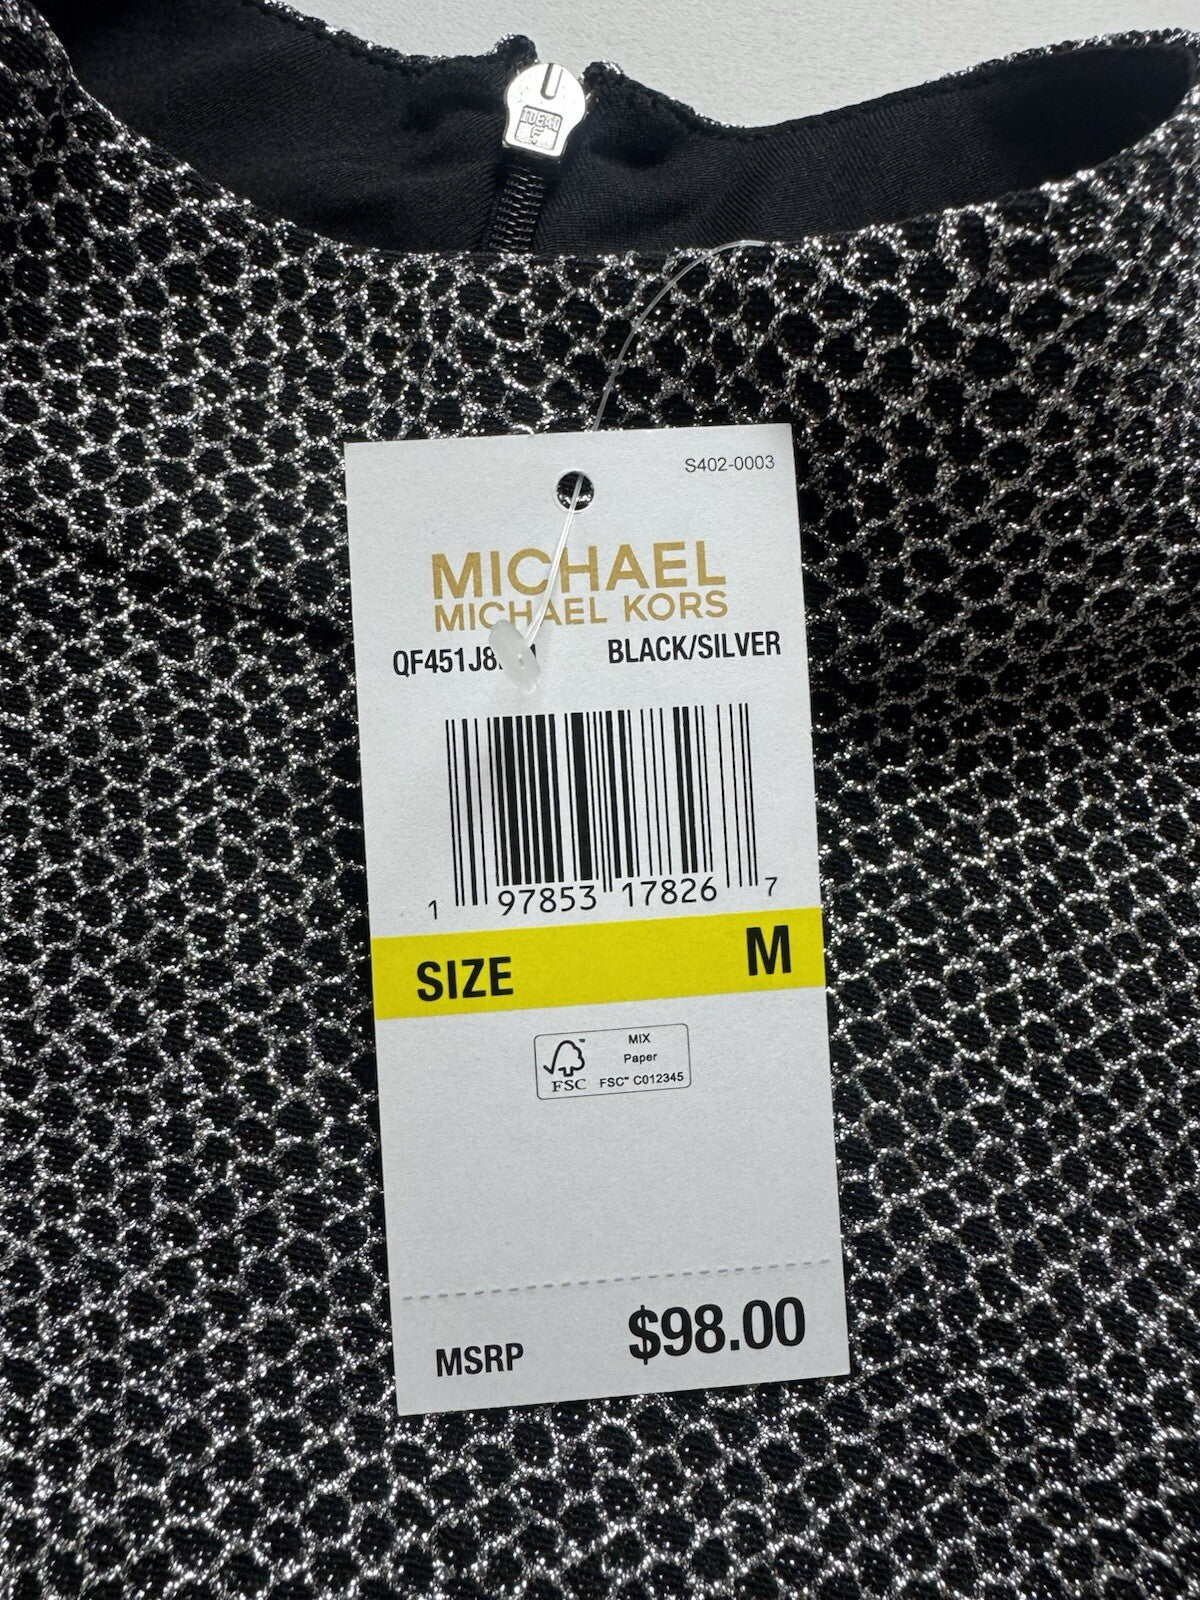 IDEAL
S402-0003
MICHAEL
MICHAEL KORS
BLACK/SILVER
1 97853 17826 7
SIZE M
MIX
Paper
FSC FSC™ C012345
MSRP $98.00